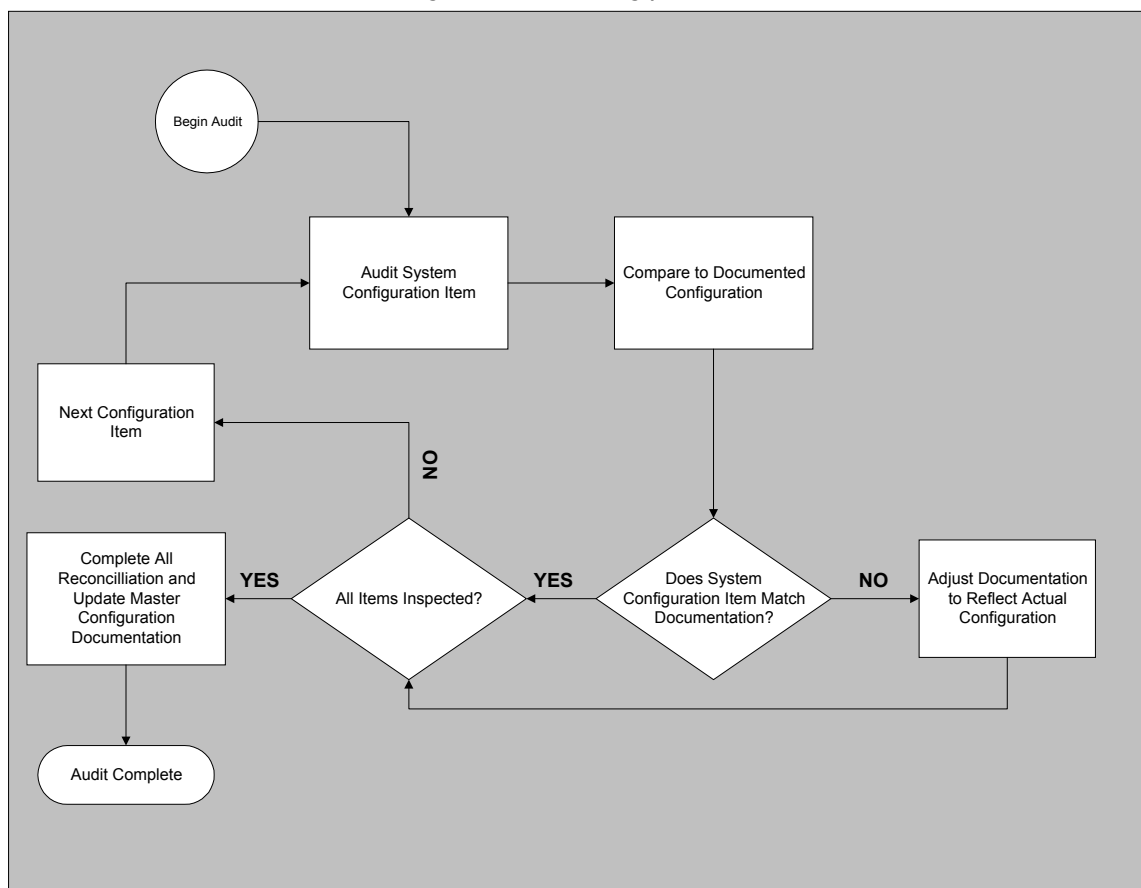 Begin Audit
Audit System
Configuration Item
Compare to Documented
Configuration
Next Configuration
Item
NO
Complete All
Reconcilliation and
Update Master
Configuration
Documentation
YES
All Items Inspected?
YES
Does System
Configuration Item Match
Documentation?
NO
Adjust Documentation
to Reflect Actual
Configuration
Audit Complete